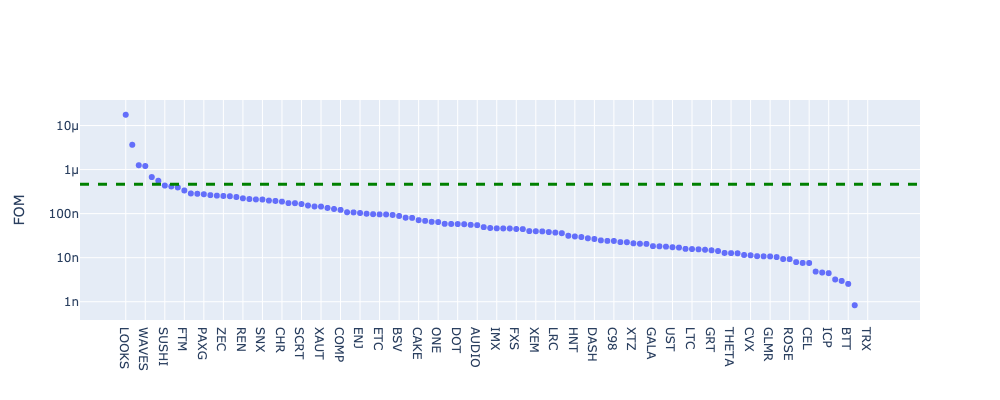 10μ
1μ
100n
10n
1n
FOM
LOOKS
WAVES
SUSHI
FTM
PAXG
ZEC
REN
SNX
CHR
SCRT
XAUT
COMP
ENJ
ETC
BSV
CAKE
ONE
DOT
AUDIO
IMX
FXS
XEM
LRC
HNT
DASH
C98
XTZ
GALA
UST
LTC
GRT
THETA
CVX
GLMR
ROSE
CEL
ICP
BTT
TRX